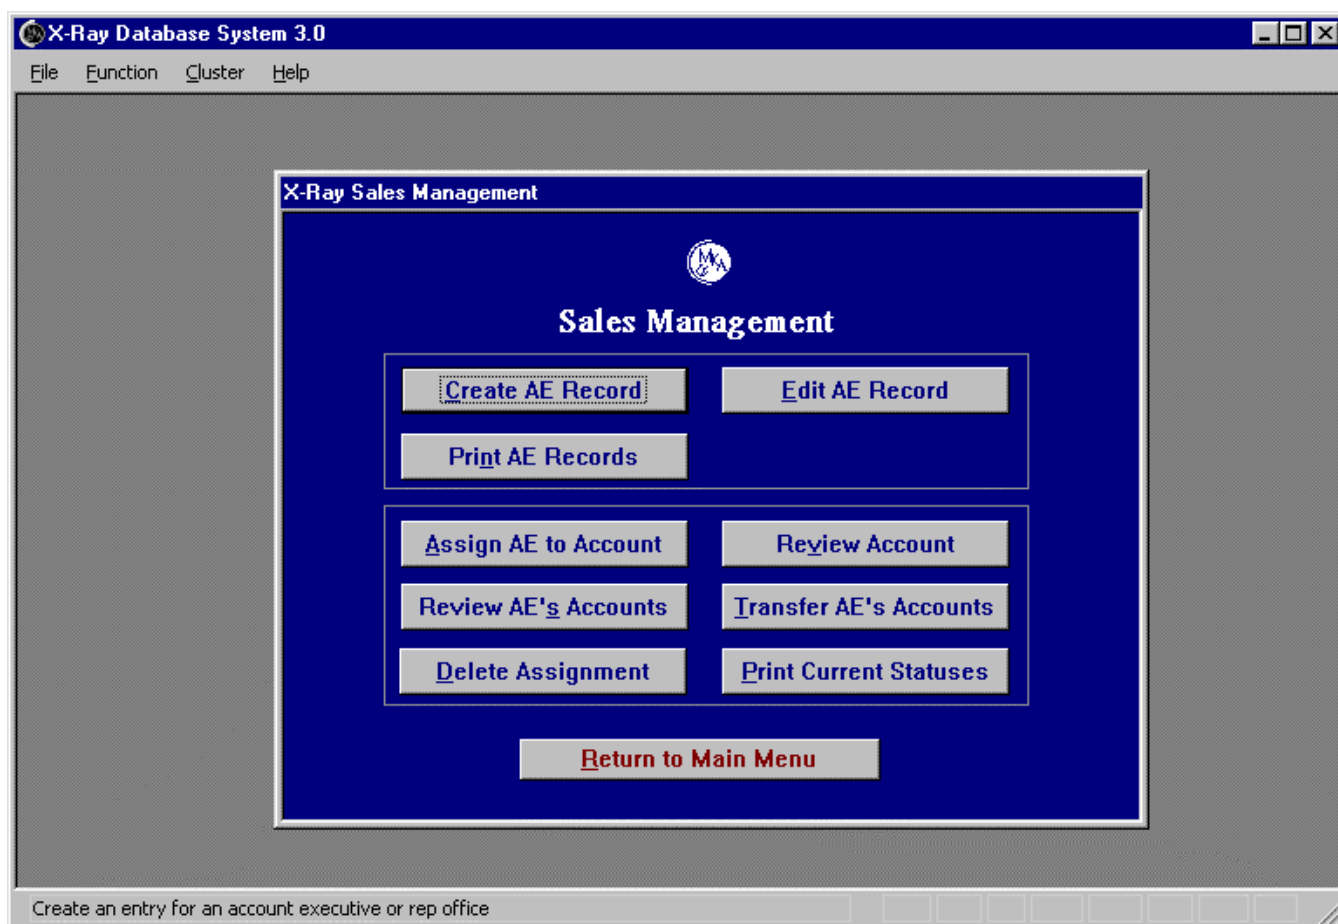 X-Ray Database System 3.0
File Function Cluster Help
X-Ray Sales Management
Sales Management
Create AE Record Edit AE Record
Print AE Records
Assign AE to Account Review Account
Review AE's Accounts Transfer AE's Accounts
Delete Assignment Print Current Statuses
Return to Main Menu
Create an entry for an account executive or rep office